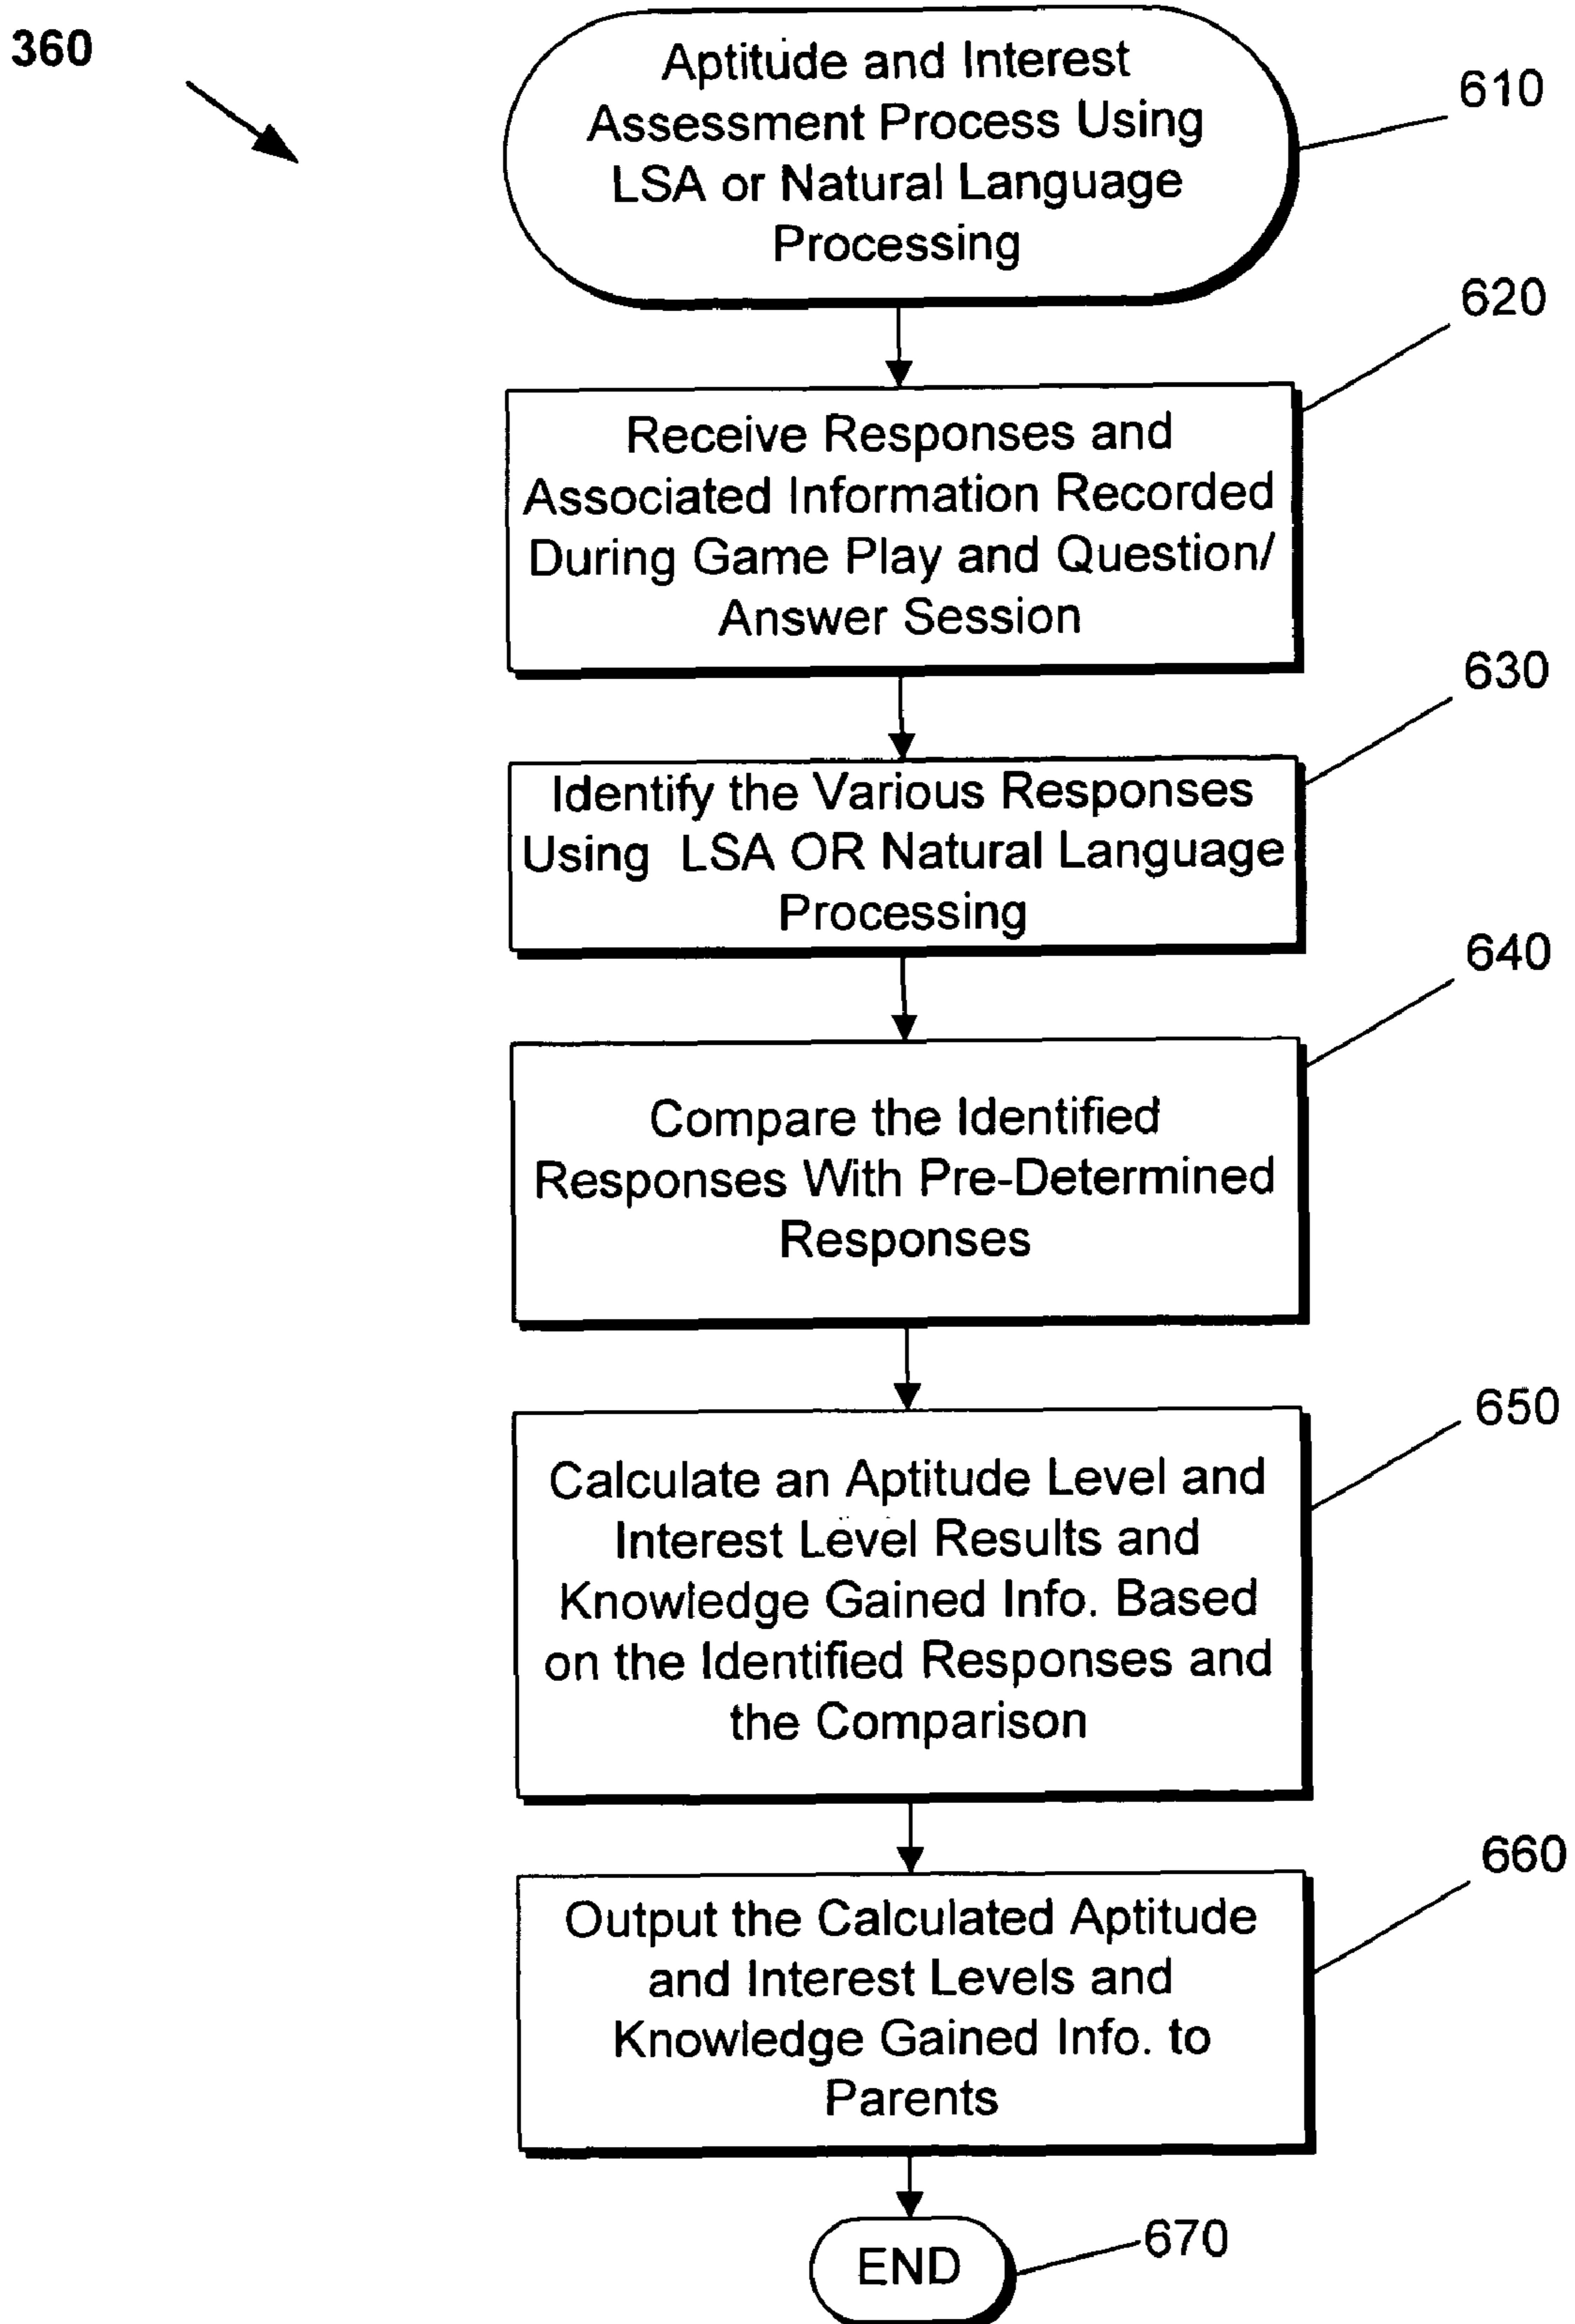 360
Aptitude and Interest
Assessment Process Using
LSA or Natural Language
Processing
610
620
Receive Responses and
Associated Information Recorded
During Game Play and Question/
Answer Session
630
Identify the Various Responses
Using LSA OR Natural Language
Processing
640
Compare the Identified
Responses With Pre-Determined
Responses
650
Calculate an Aptitude Level and
Interest Level Results and
Knowledge Gained Info. Based
on the Identified Responses and
the Comparison
660
Output the Calculated Aptitude
and Interest Levels and
Knowledge Gained Info. to
Parents
END
670